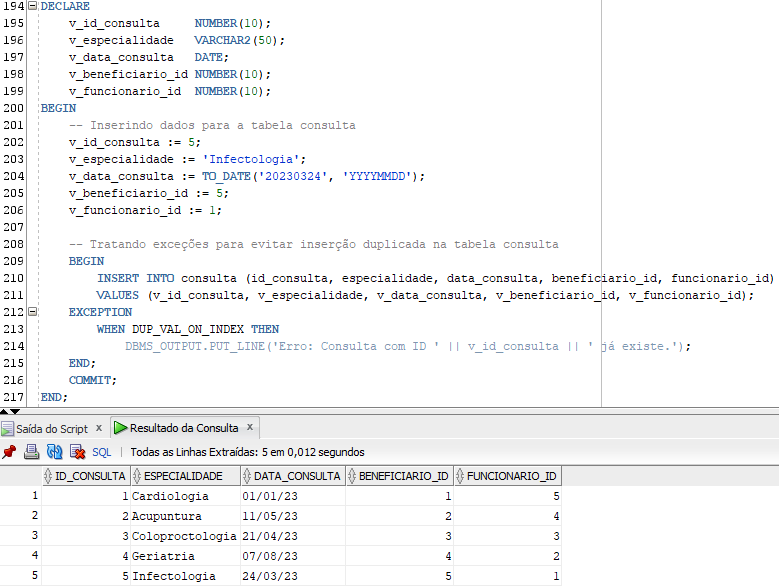 194 DECLARE
195 v_id_consulta NUMBER(10);
196 v_especialidade VARCHAR2(50);
197 v_data_consulta DATE;
198 v_beneficiario_id NUMBER(10);
199 v_funcionario_id NUMBER(10);
200 BEGIN
201 -- Inserindo dados para a tabela consulta
202 v_id_consulta := 5;
203 v_especialidade := 'Infectologia';
204 v_data_consulta := TO_DATE('20230324', 'YYYYMMDD');
205 v_beneficiario_id := 5;
206 v_funcionario_id := 1;
207
208 -- Tratando exceções para evitar inserção duplicada na tabela consulta
209 BEGIN
210 INSERT INTO consulta (id_consulta, especialidade, data_consulta, beneficiario_id, funcionario_id)
211 VALUES (v_id_consulta, v_especialidade, v_data_consulta, v_beneficiario_id, v_funcionario_id);
212 EXCEPTION
213 WHEN DUP_VAL_ON_INDEX THEN
214 DBMS_OUTPUT.PUT_LINE('Erro: Consulta com ID ' || v_id_consulta || ' já existe.');
215 END;
216 COMMIT;
217 END;
Saída do Script x Resultado da Consulta x
SQL | Todas as Linhas Extraídas: 5 em 0,012 segundos
ID_CONSULTA ESPECIALIDADE DATA_CONSULTA BENEFICIARIO_ID FUNCIONARIO_ID
1 1 Cardiologia 01/01/23 1 5
2 2 Acupuntura 11/05/23 2 4
3 3 Coloproctologia 21/04/23 3 3
4 4 Geriatria 07/08/23 4 2
5 5 Infectologia 24/03/23 5 1